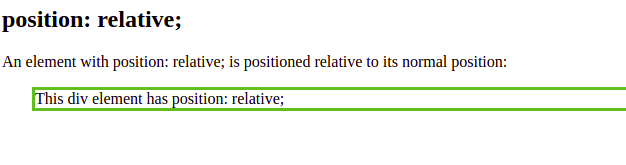 position: relative;
An element with position: relative; is positioned relative to its normal position:
This div element has position: relative;